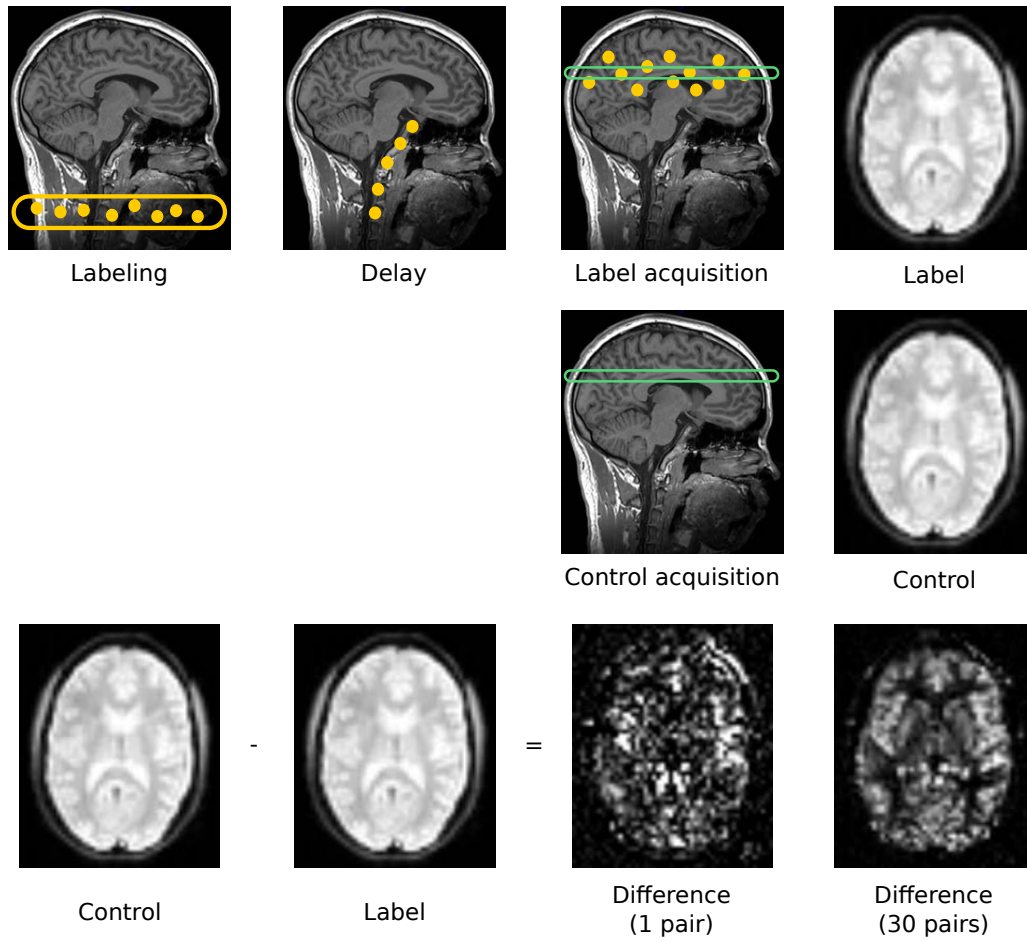 Labeling
Delay
Label acquisition
Label
Control acquisition
Control
-
=
Control
Label
Difference
(1 pair)
Difference
(30 pairs)